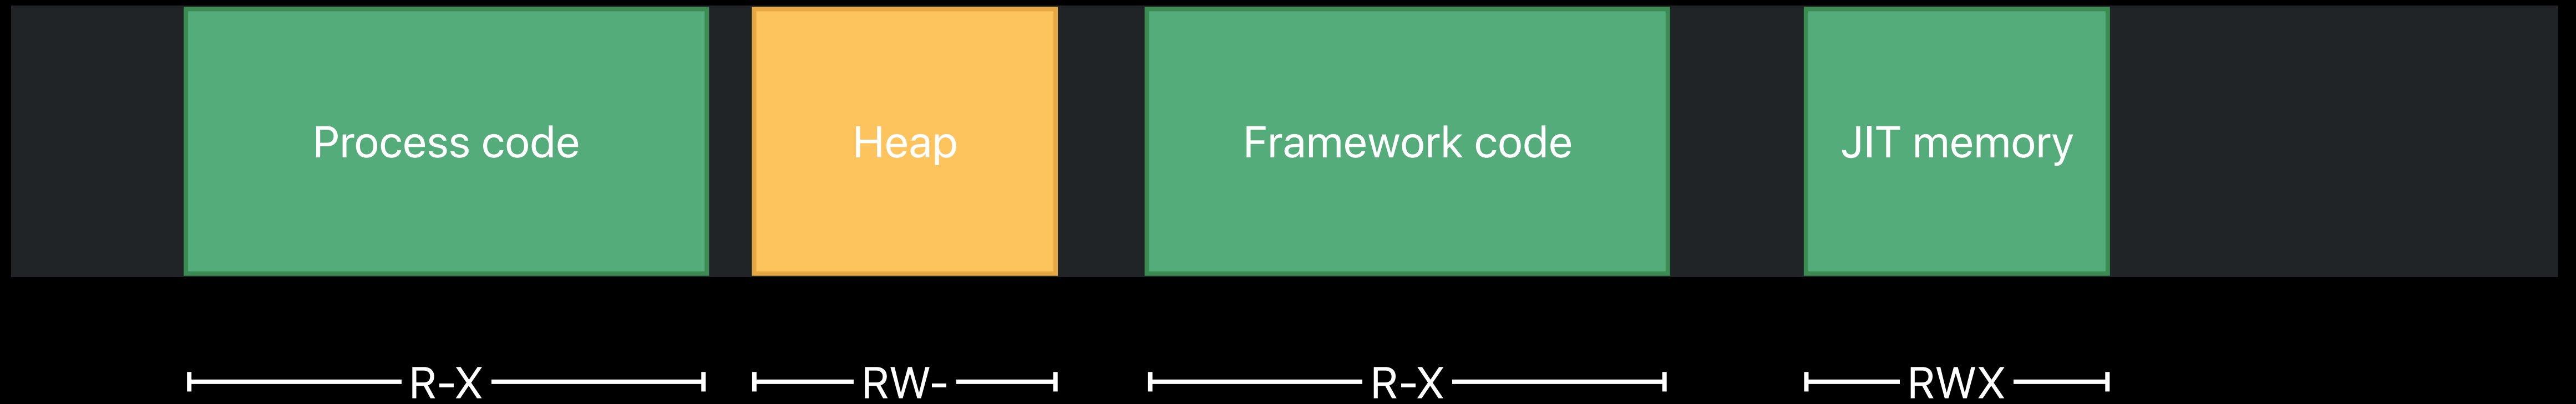 Process code
Heap
Framework code
JIT memory
R-X
RW-
R-X
RWX